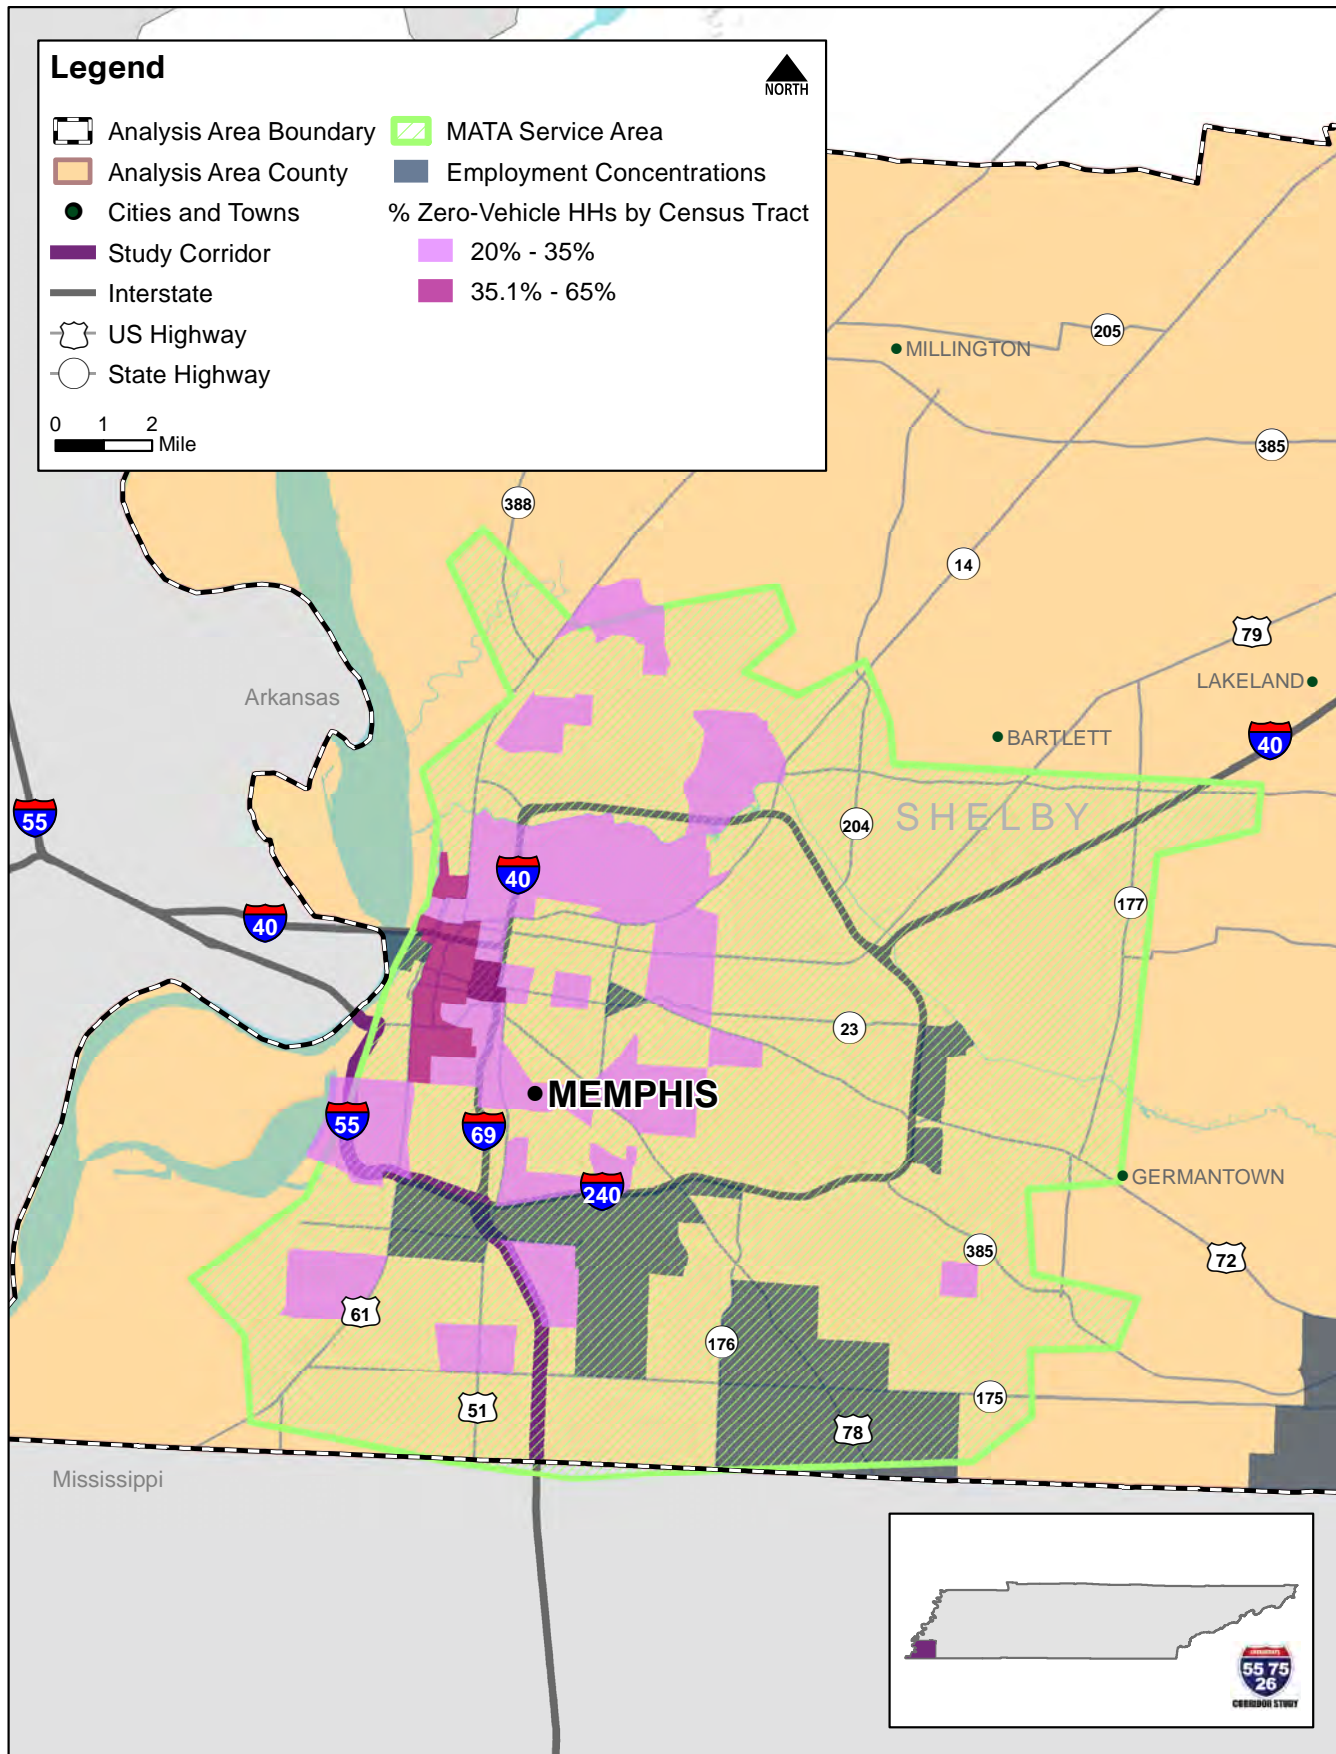 Legend
NORTH
Analysis Area Boundary
MATA Service Area
Analysis Area County
Employment Concentrations
Cities and Towns
% Zero-Vehicle HHs by Census Tract
Study Corridor
20% - 35%
Interstate
35.1% - 65%
US Highway
State Highway
0 1 2
Mile
205
MILLINGTON
385
388
14
79
Arkansas
LAKELAND
BARTLETT
40
55
SHELBY
204
40
177
40
23
MEMPHIS
55
69
240
GERMANTOWN
385
72
61
176
175
51
78
Mississippi
INTERSTATE
55 75
26
CORRIDOR STUDY